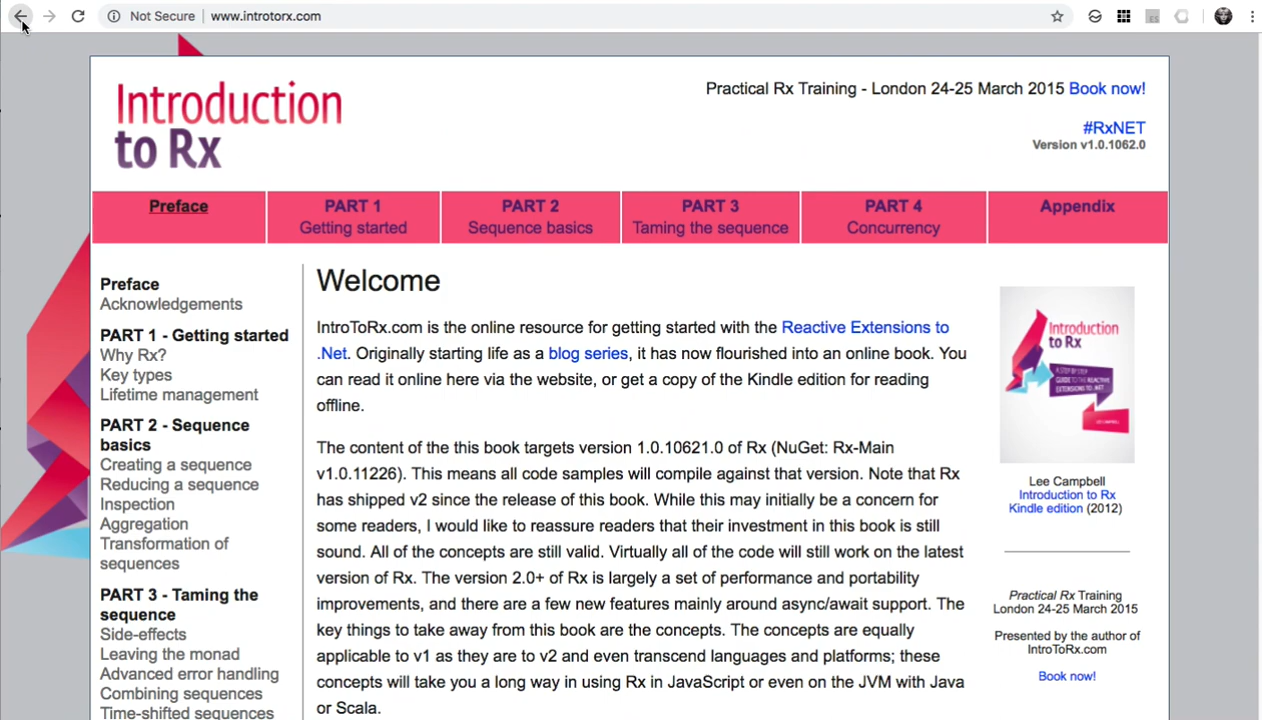 Not Secure www.introtorx.com
Introduction
to Rx
Practical Rx Training - London 24-25 March 2015 Book now!
#RxNET
Version v1.0.1062.0
Preface
PART 1
Getting started
PART 2
Sequence basics
PART 3
Taming the sequence
PART 4
Concurrency
Appendix
Preface
Acknowledgements
PART 1 - Getting started
Why Rx?
Key types
Lifetime management
PART 2 - Sequence
basics
Creating a sequence
Reducing a sequence
Inspection
Aggregation
Transformation of
sequences
PART 3 - Taming the
sequence
Side-effects
Leaving the monad
Advanced error handling
Combining sequences
Time-shifted sequences
Welcome
IntroToRx.com is the online resource for getting started with the Reactive Extensions to
.Net. Originally starting life as a blog series, it has now flourished into an online book. You
can read it online here via the website, or get a copy of the Kindle edition for reading
offline.
The content of the this book targets version 1.0.10621.0 of Rx (NuGet: Rx-Main
v1.0.11226). This means all code samples will compile against that version. Note that Rx
has shipped v2 since the release of this book. While this may initially be a concern for
some readers, I would like to reassure readers that their investment in this book is still
sound. All of the concepts are still valid. Virtually all of the code will still work on the latest
version of Rx. The version 2.0+ of Rx is largely a set of performance and portability
improvements, and there are a few new features mainly around async/await support. The
key things to take away from this book are the concepts. The concepts are equally
applicable to v1 as they are to v2 and even transcend languages and platforms; these
concepts will take you a long way in using Rx in JavaScript or even on the JVM with Java
or Scala.
Introduction
to Rx
A STEP BY STEP
GUIDE TO THE REACTIVE
EXTENSIONS TO .NET
LEE CAMPBELL
Lee Campbell
Introduction to Rx
Kindle edition (2012)
Practical Rx Training
London 24-25 March 2015
Presented by the author of
IntroToRx.com
Book now!